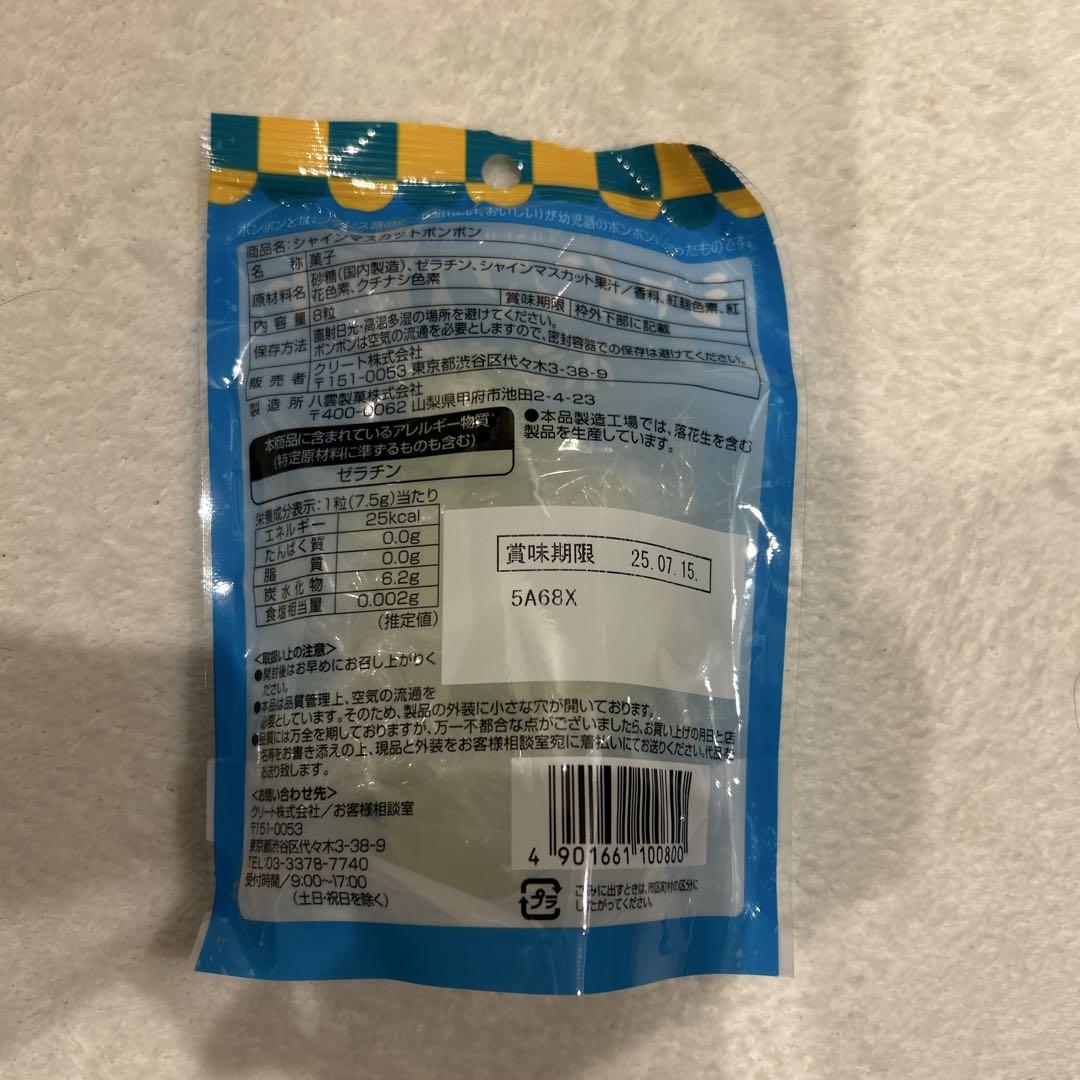 ボンボンとは、
おいしい)が幼児語のボンボンに
ったものです。
商品名:シャインマスカットボンボン
名 称 菓子
原材料名 砂糖(国内製造)、ゼラチン、シャインマスカット果汁/香料、紅麹色素、紅
花色素、クチナシ色素
内容量 8粒 賞味期限 枠外下部に記載
保存方法 直射日光・高温多湿の場所を避けてください。
ボンボンは空気の流通を必要としますので、密封容器での保存は避けてください。
販売者 クリート株式会社
〒151-0053 東京都渋谷区代々木3-38-9
製造所 八雲製菓株式会社
〒400-0062 山梨県甲府市池田2-4-23
本商品に含まれているアレルギー物質
(特定原材料に準ずるものも含む)
ゼラチン
●本品製造工場では、落花生を含む
製品を生産しています。
栄養成分表示:1粒(7.5g)当たり
エネルギー 25kcal
たんぱく質 0.0g
脂質 0.0g
炭水化物 6.2g
食塩相当量 0.002g
(推定値)
賞味期限 25.07.15.
5A68X
<取扱い上の注意>
●開封後はお早めにお召し上がりく
ださい。
●本品は品質管理上、空気の流通を
必要としています。そのため、製品の外装に小さな穴が開いております。
●品質には万全を期しておりますが、万一不都合な点がございましたら、お買い上げの月日と店
名等をお書き添えの上、現品と外装をお客様相談室宛に着払いにてお送りください。代品を
お送り致します。
<お問い合わせ先>
クリート株式会社/お客様相談室
〒151-0053
東京都渋谷区代々木3-38-9
TEL:03-3378-7740
受付時間/9:00〜17:00
(土日・祝日を除く)
4 901661 100800
プラ
ごみに出すときは、市区町村の区分に
したがってください。